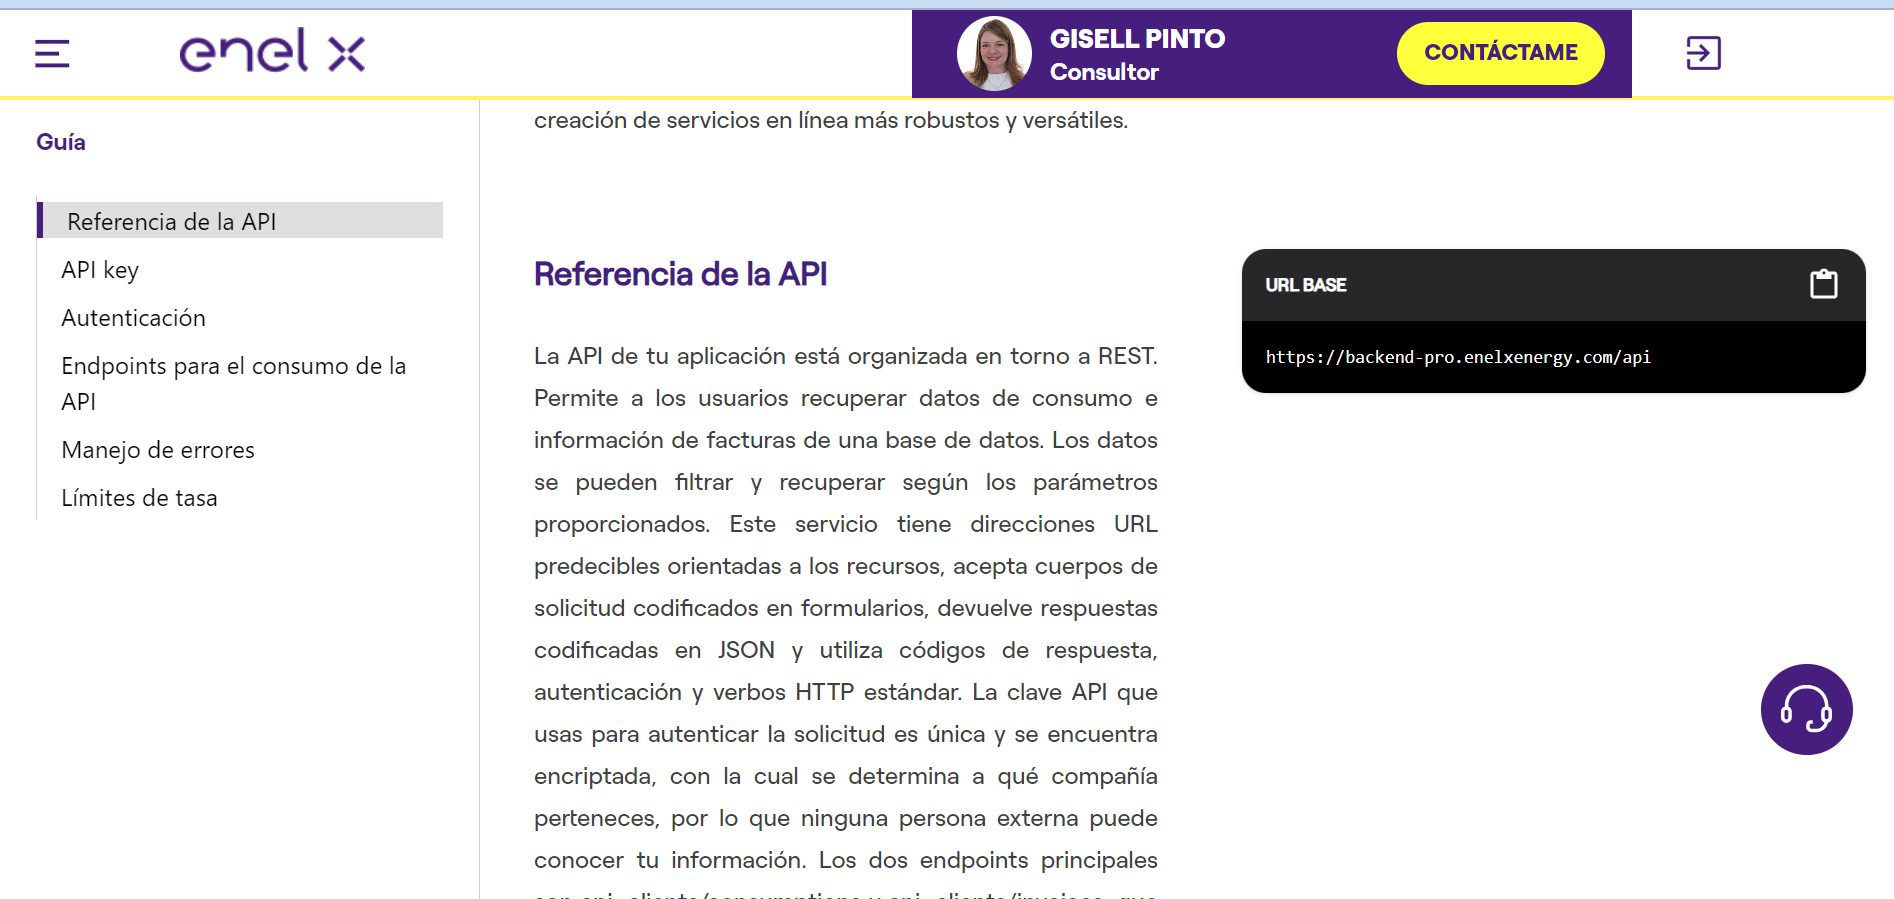 enel x
GISELL PINTO
Consultor
CONTÁCTAME
Guía
Referencia de la API
API key
Autenticación
Endpoints para el consumo de la
API
Manejo de errores
Límites de tasa
creación de servicios en línea más robustos y versátiles.
Referencia de la API
La API de tu aplicación está organizada en torno a REST.
Permite a los usuarios recuperar datos de consumo e
información de facturas de una base de datos. Los datos
se pueden filtrar y recuperar según los parámetros
proporcionados. Este servicio tiene direcciones URL
predecibles orientadas a los recursos, acepta cuerpos de
solicitud codificados en formularios, devuelve respuestas
codificadas en JSON y utiliza códigos de respuesta,
autenticación y verbos HTTP estándar. La clave API que
usas para autenticar la solicitud es única y se encuentra
encriptada, con la cual se determina a qué compañía
perteneces, por lo que ninguna persona externa puede
conocer tu información. Los dos endpoints principales
URL BASE
https://backend-pro.enelxenergy.com/api